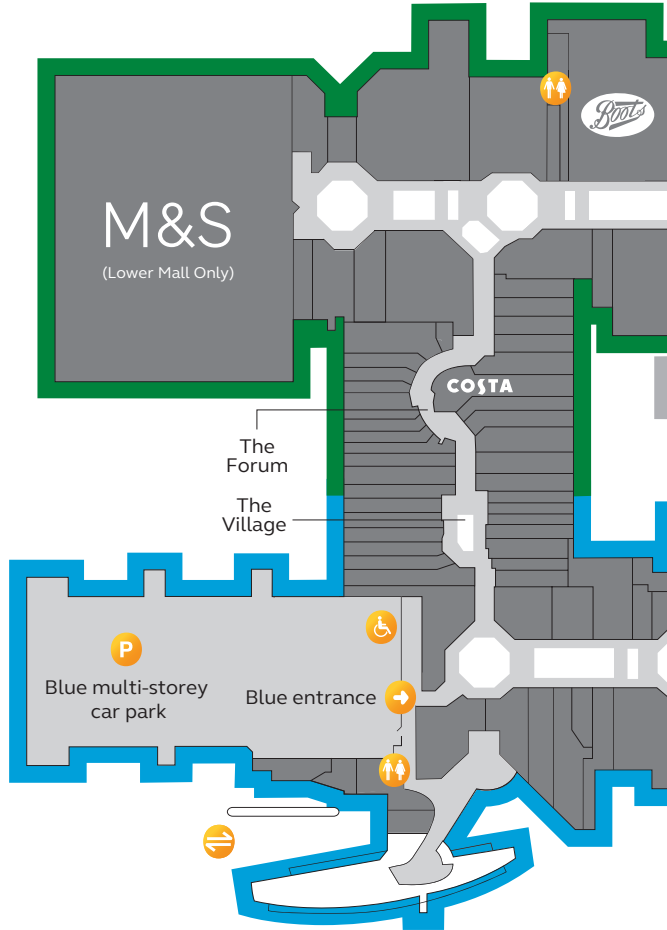 Boots
M&S
(Lower Mall Only)
COSTA
The
Forum
The
Village
P
Blue multi-storey
car park
Blue entrance